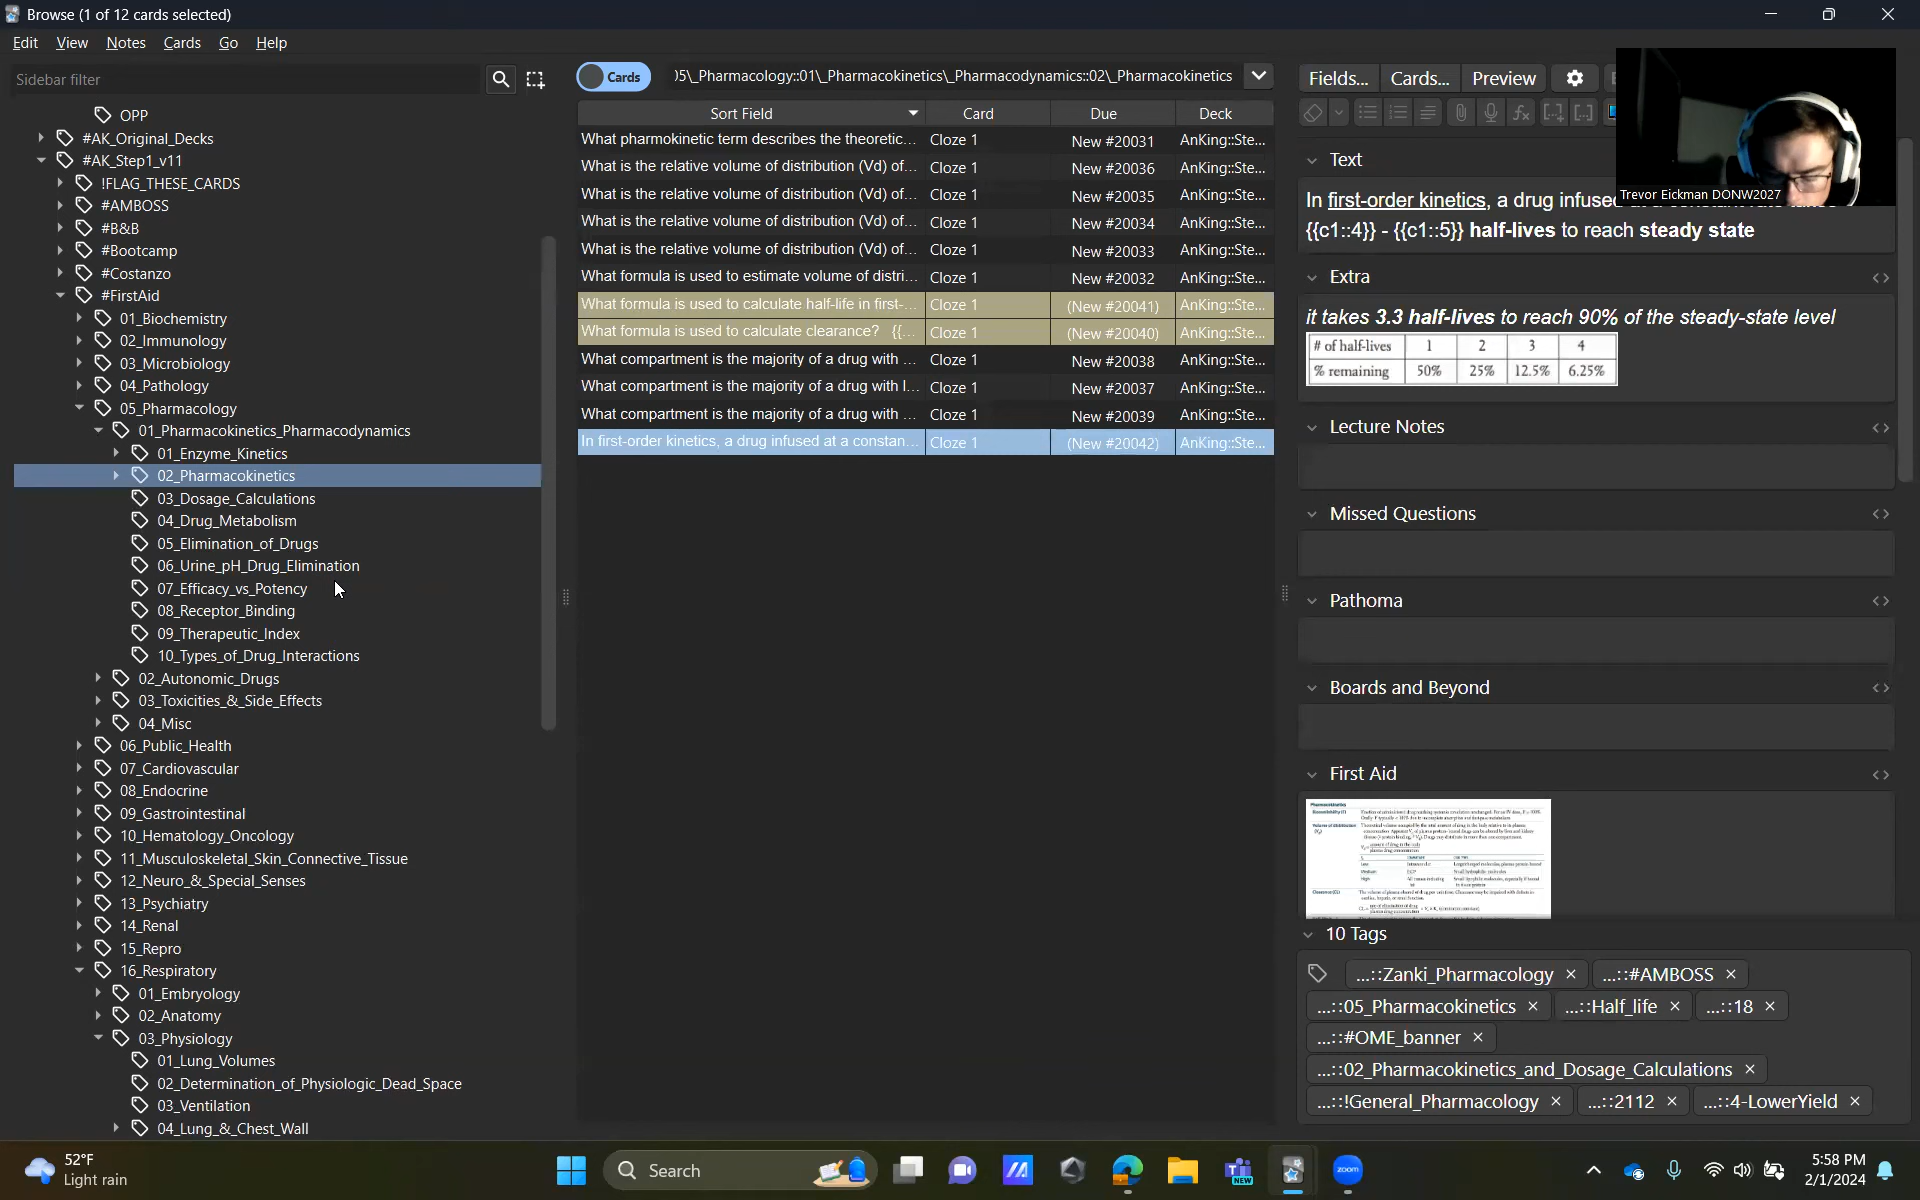 Browse (1 of 12 cards selected)
Edit View Notes Cards Go Help
Sidebar filter
OPP
#AK_Original_Decks
#AK_Step1_v11
!FLAG_THESE_CARDS
#AMBOSS
#B&B
#Bootcamp
#Costanzo
#FirstAid
01_Biochemistry
02_Immunology
03_Microbiology
04_Pathology
05_Pharmacology
01_Pharmacokinetics_Pharmacodynamics
01_Enzyme_Kinetics
02_Pharmacokinetics
03_Dosage_Calculations
04_Drug_Metabolism
05_Elimination_of_Drugs
06_Urine_pH_Drug_Elimination
07_Efficacy_vs_Potency
08_Receptor_Binding
09_Therapeutic_Index
10_Types_of_Drug_Interactions
02_Autonomic_Drugs
03_Toxicities_&_Side_Effects
04_Misc
06_Public_Health
07_Cardiovascular
08_Endocrine
09_Gastrointestinal
10_Hematology_Oncology
11_Musculoskeletal_Skin_Connective_Tissue
12_Neuro_&_Special_Senses
13_Psychiatry
14_Renal
15_Repro
16_Respiratory
01_Embryology
02_Anatomy
03_Physiology
01_Lung_Volumes
02_Determination_of_Physiologic_Dead_Space
03_Ventilation
04_Lung_&_Chest_Wall
Cards )5\_Pharmacology::01\_Pharmacokinetics\_Pharmacodynamics::02\_Pharmacokinetics
Sort Field Card Due Deck
What pharmokinetic term describes the theoretic... Cloze 1 New #20031 AnKing::Ste...
What is the relative volume of distribution (Vd) of... Cloze 1 New #20036 AnKing::Ste...
What is the relative volume of distribution (Vd) of... Cloze 1 New #20035 AnKing::Ste...
What is the relative volume of distribution (Vd) of... Cloze 1 New #20034 AnKing::Ste...
What is the relative volume of distribution (Vd) of... Cloze 1 New #20033 AnKing::Ste...
What formula is used to estimate volume of distri... Cloze 1 New #20032 AnKing::Ste...
What formula is used to calculate half-life in first-... Cloze 1 (New #20041) AnKing::Ste...
What formula is used to calculate clearance? {{... Cloze 1 (New #20040) AnKing::Ste...
What compartment is the majority of a drug with ... Cloze 1 New #20038 AnKing::Ste...
What compartment is the majority of a drug with l... Cloze 1 New #20037 AnKing::Ste...
What compartment is the majority of a drug with ... Cloze 1 New #20039 AnKing::Ste...
In first-order kinetics, a drug infused at a constan... Cloze 1 (New #20042) AnKing::Ste...
Fields... Cards... Preview
Trevor Eickman DONW2027
Text
In first-order kinetics, a drug infused
{{c1::4}} - {{c1::5}} half-lives to reach steady state
Extra
it takes 3.3 half-lives to reach 90% of the steady-state level
# of half-lives 1 2 3 4
% remaining 50% 25% 12.5% 6.25%
Lecture Notes
Missed Questions
Pathoma
Boards and Beyond
First Aid
10 Tags
...::Zanki_Pharmacology × ...::#AMBOSS ×
...::05_Pharmacokinetics × ...::Half_life × ...::18 ×
...::#OME_banner ×
...::02_Pharmacokinetics_and_Dosage_Calculations ×
...::!General_Pharmacology × ...::2112 × ...::4-LowerYield ×
52°F
Light rain
Search
NEW
zoom
5:58 PM
2/1/2024